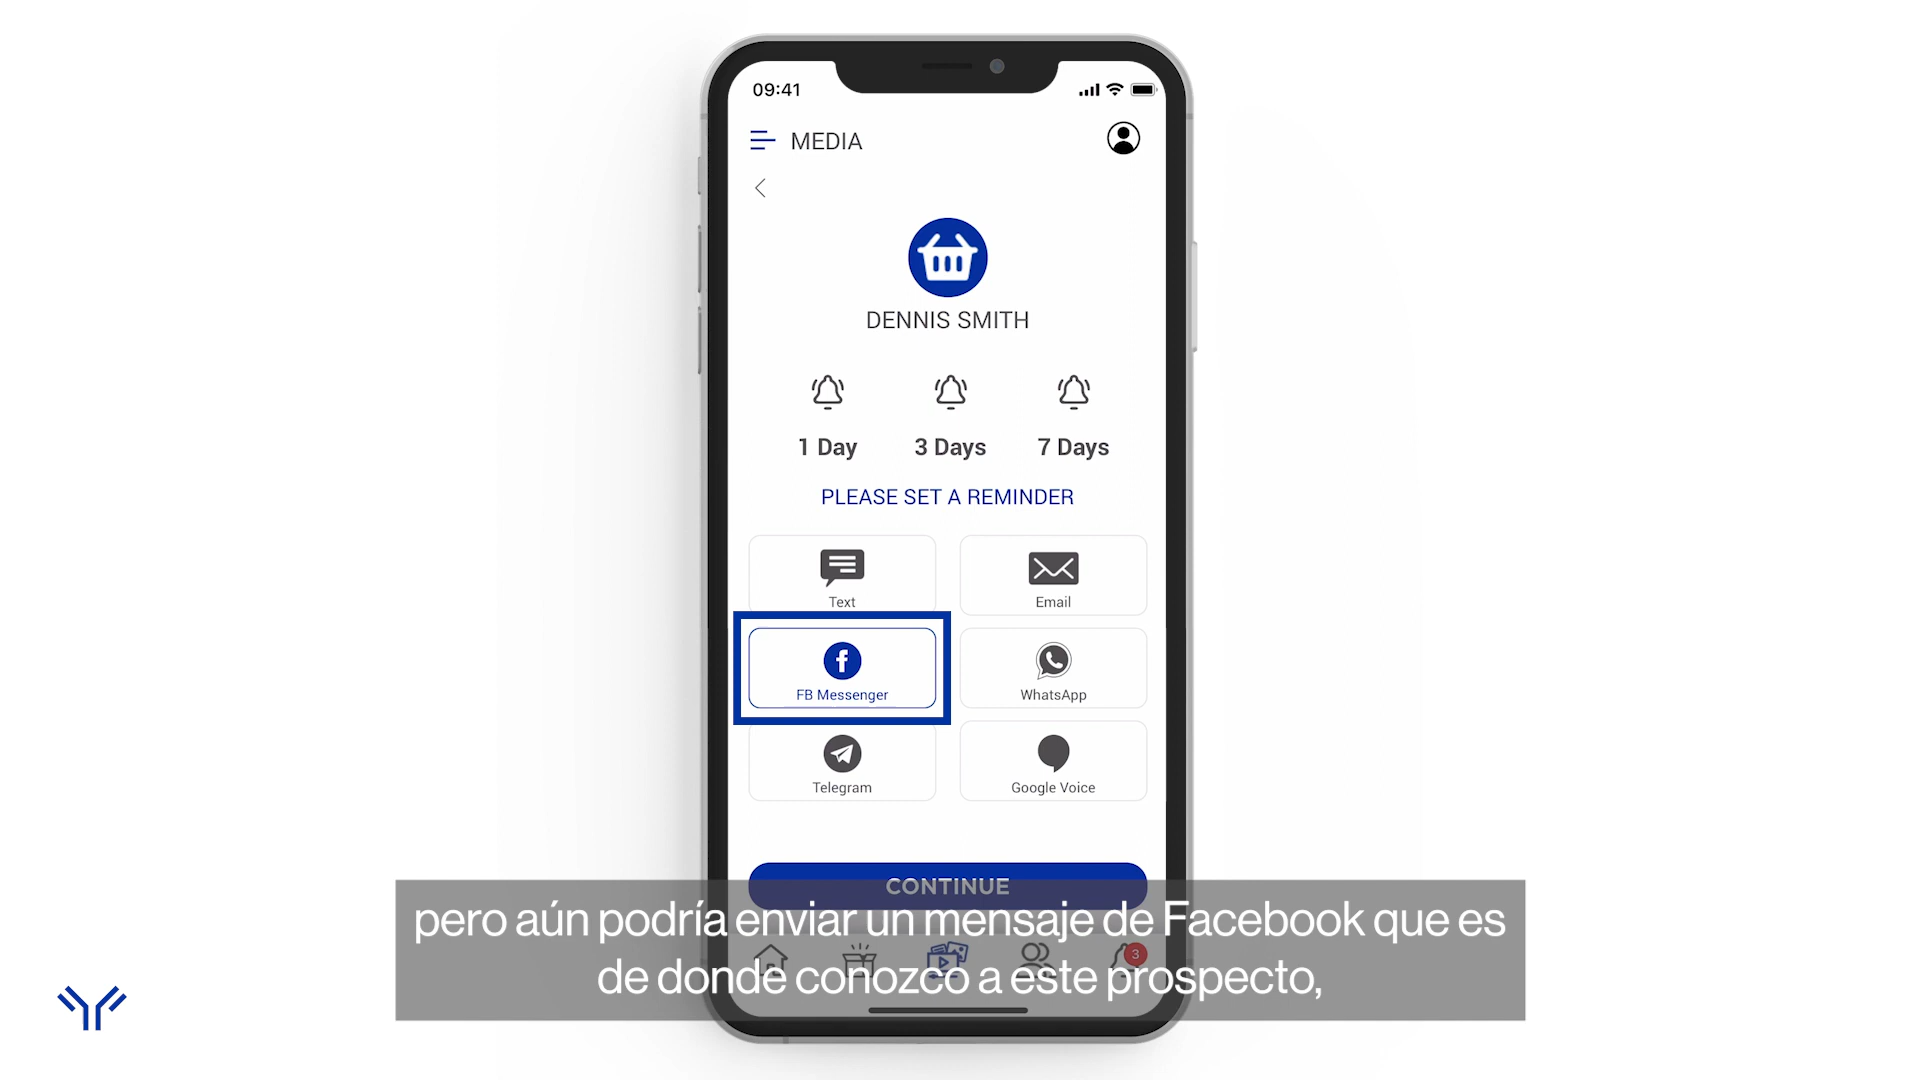 09:41
MEDIA
DENNIS SMITH
1 Day
3 Days
7 Days
PLEASE SET A REMINDER
Text
Email
FB Messenger
WhatsApp
Telegram
Google Voice
CONTINUE
3
pero aún podría enviar un mensaje de Facebook que es
de donde conozco a este prospecto,